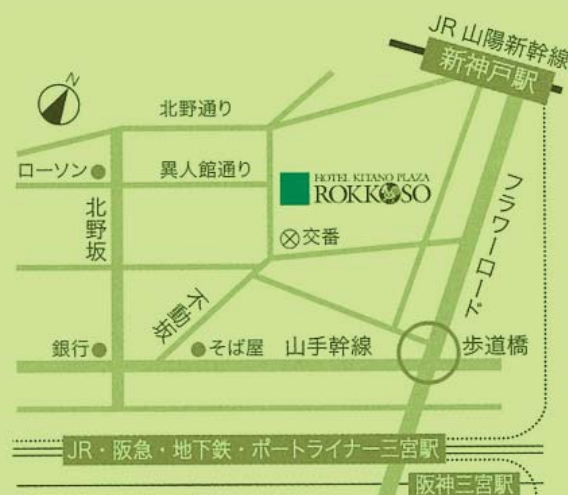 JR 山陽新幹線
新神戸駅
N
北野通り
ローソン
異人館通り
HOTEL KITANO PLAZA
ROKKOSO
フラワーロード
北野坂
交番
不動坂
銀行
そば屋
山手幹線
歩道橋
JR・阪急・地下鉄・ポートライナー三宮駅
阪神三宮駅